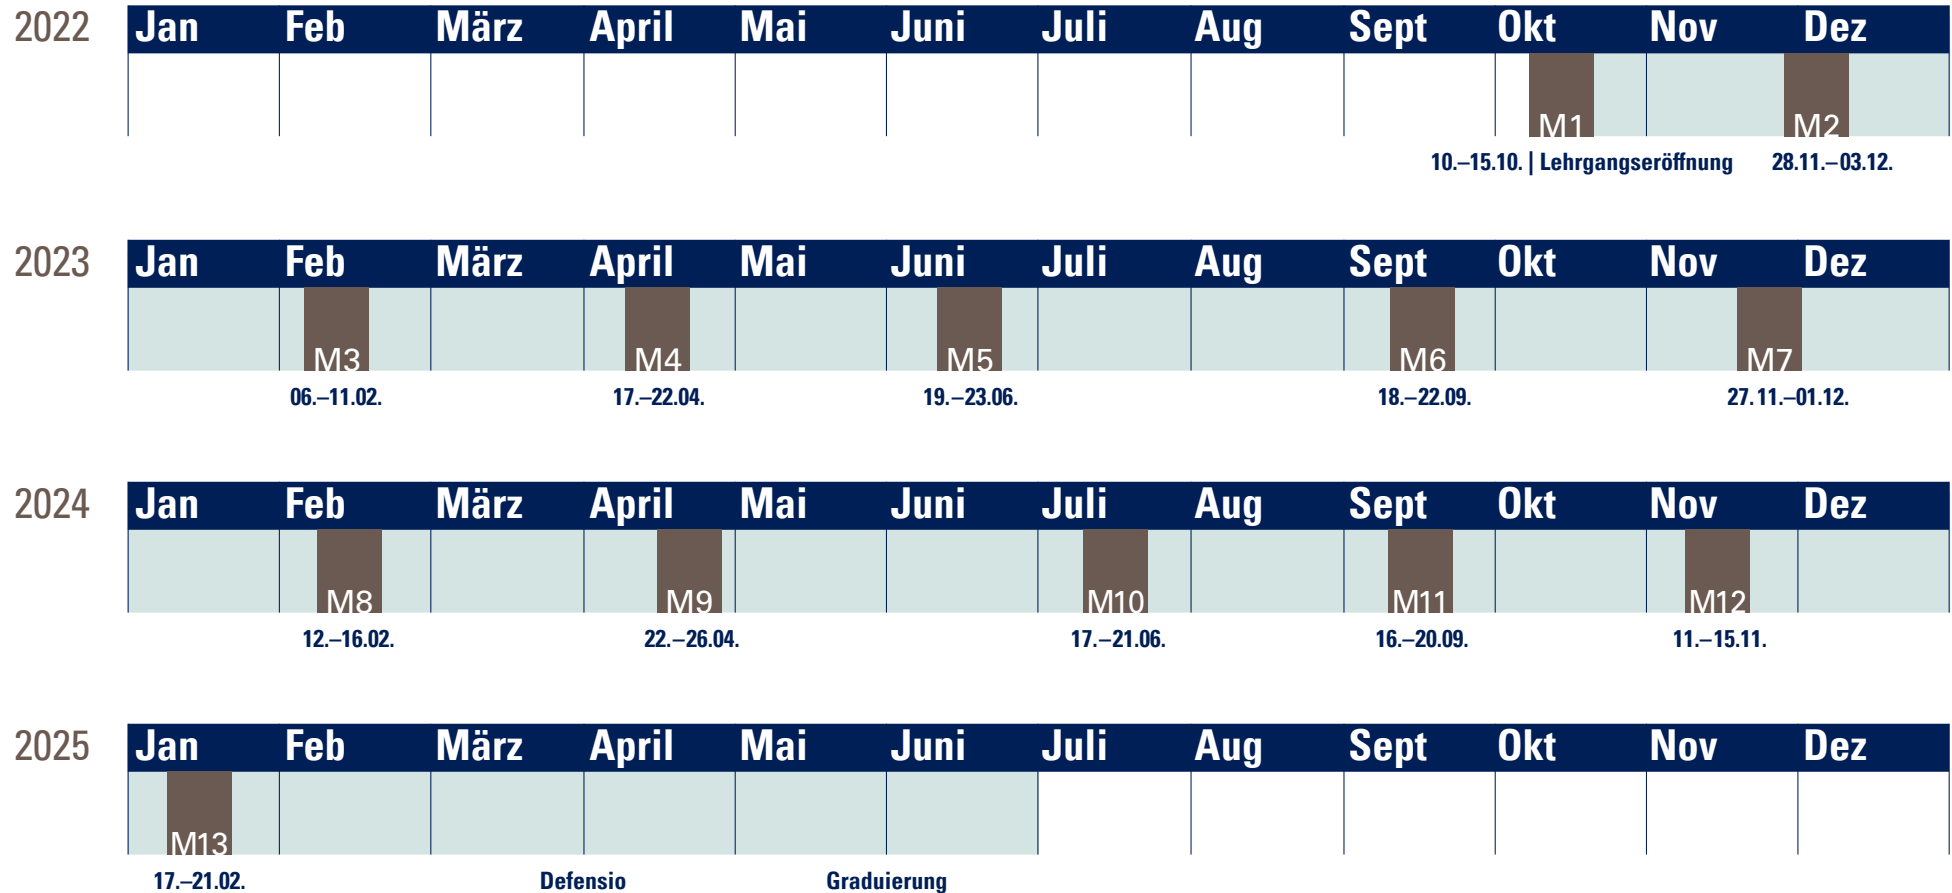 2022 Jan Feb März April Mai Juni Juli Aug Sept Okt Nov Dez
M1 M2
10.–15.10. | Lehrgangseröffnung 28.11.–03.12.
2023 Jan Feb März April Mai Juni Juli Aug Sept Okt Nov Dez
M3 M4 M5 M6 M7
06.–11.02. 17.–22.04. 19.–23.06. 18.–22.09. 27.11.–01.12.
2024 Jan Feb März April Mai Juni Juli Aug Sept Okt Nov Dez
M8 M9 M10 M11 M12
12.–16.02. 22.–26.04. 17.–21.06. 16.–20.09. 11.–15.11.
2025 Jan Feb März April Mai Juni Juli Aug Sept Okt Nov Dez
M13
17.–21.02. Defensio Graduierung